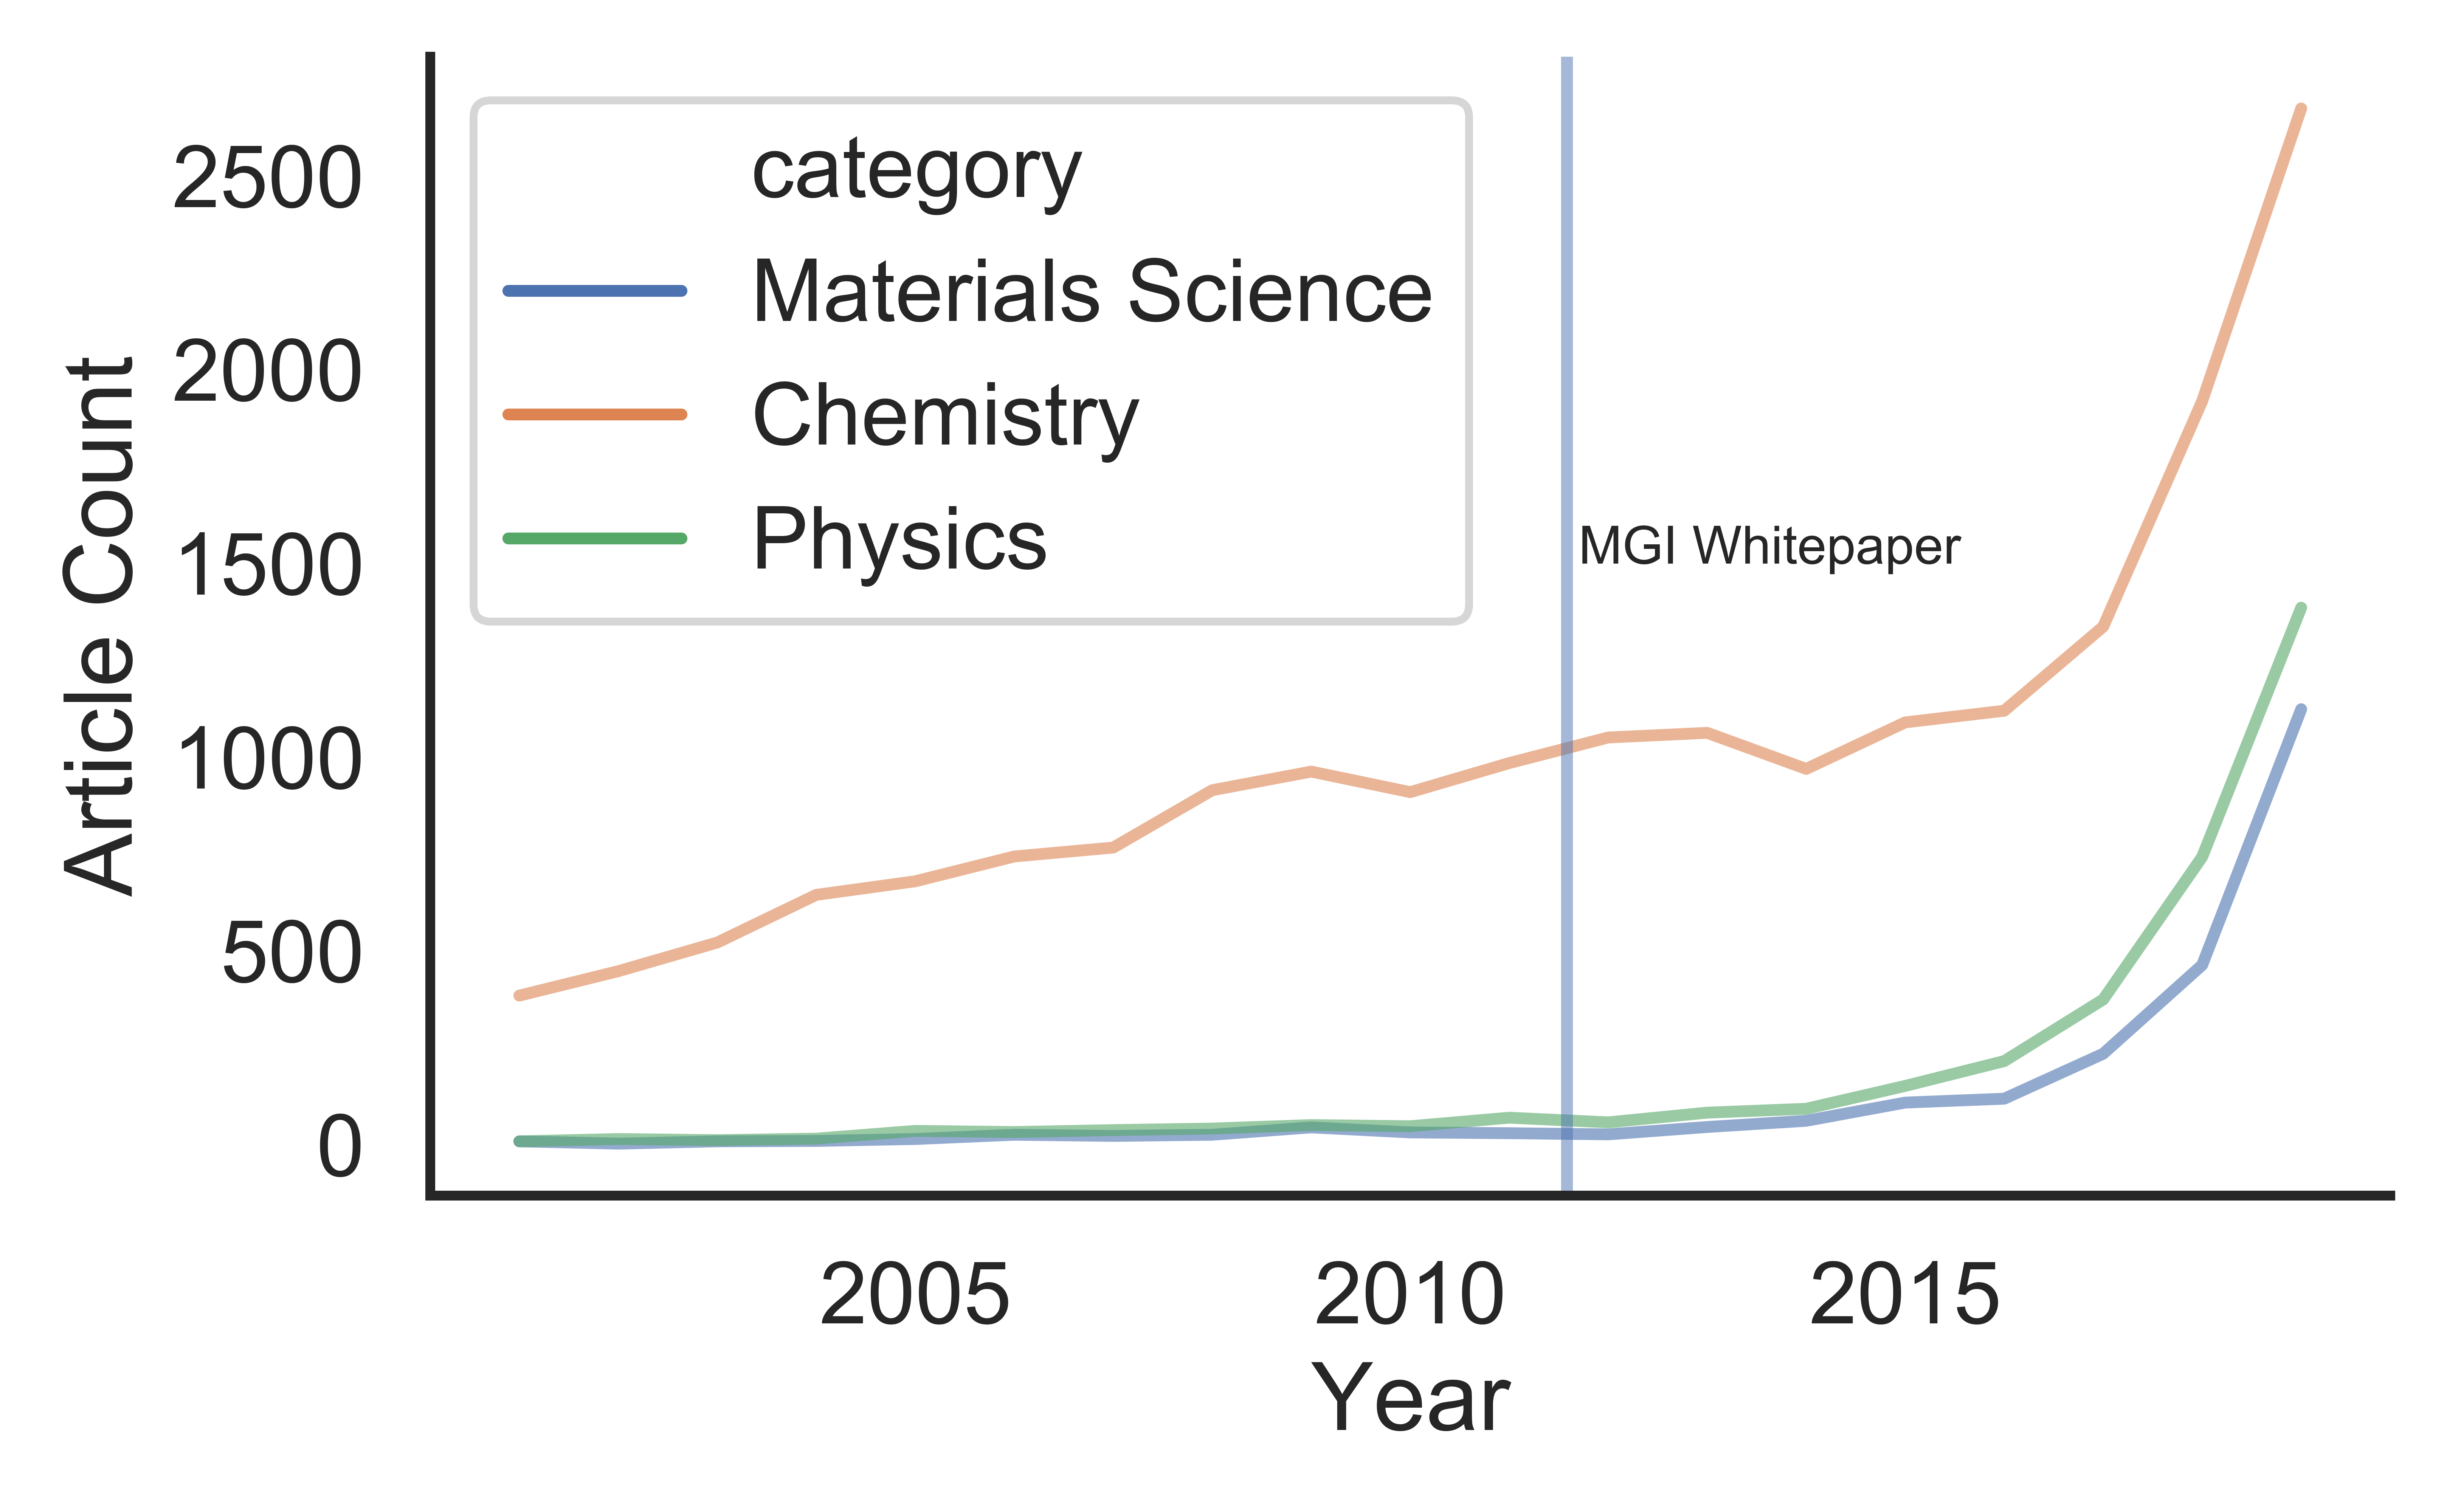 category
Materials Science
Chemistry
Physics
MGI Whitepaper
Article Count
2500
2000
1500
1000
500
0
2005 2010 2015
Year